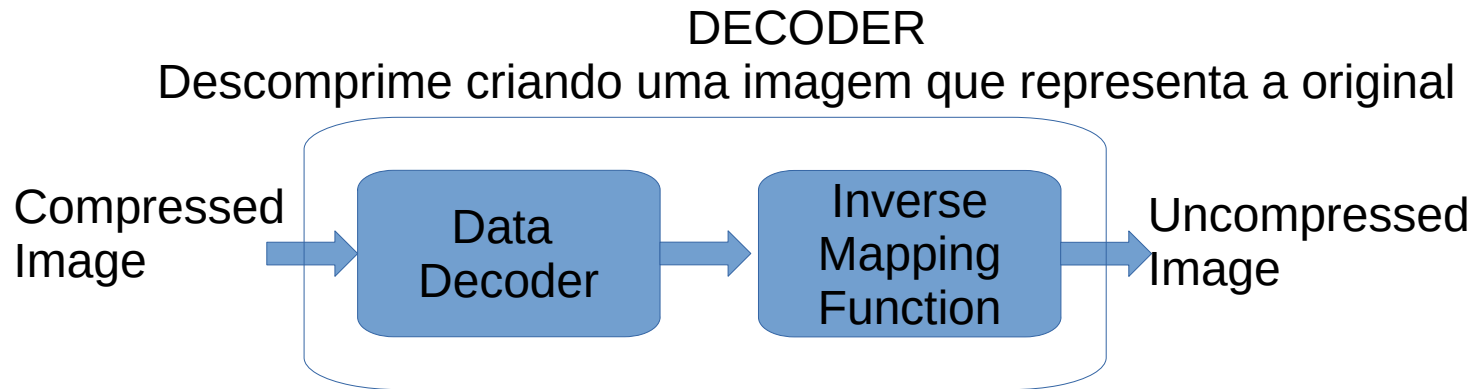 DECODER
Descomprime criando uma imagem que representa a original
Compressed
Image
Data
Decoder
Inverse
Mapping
Function
Uncompressed
Image